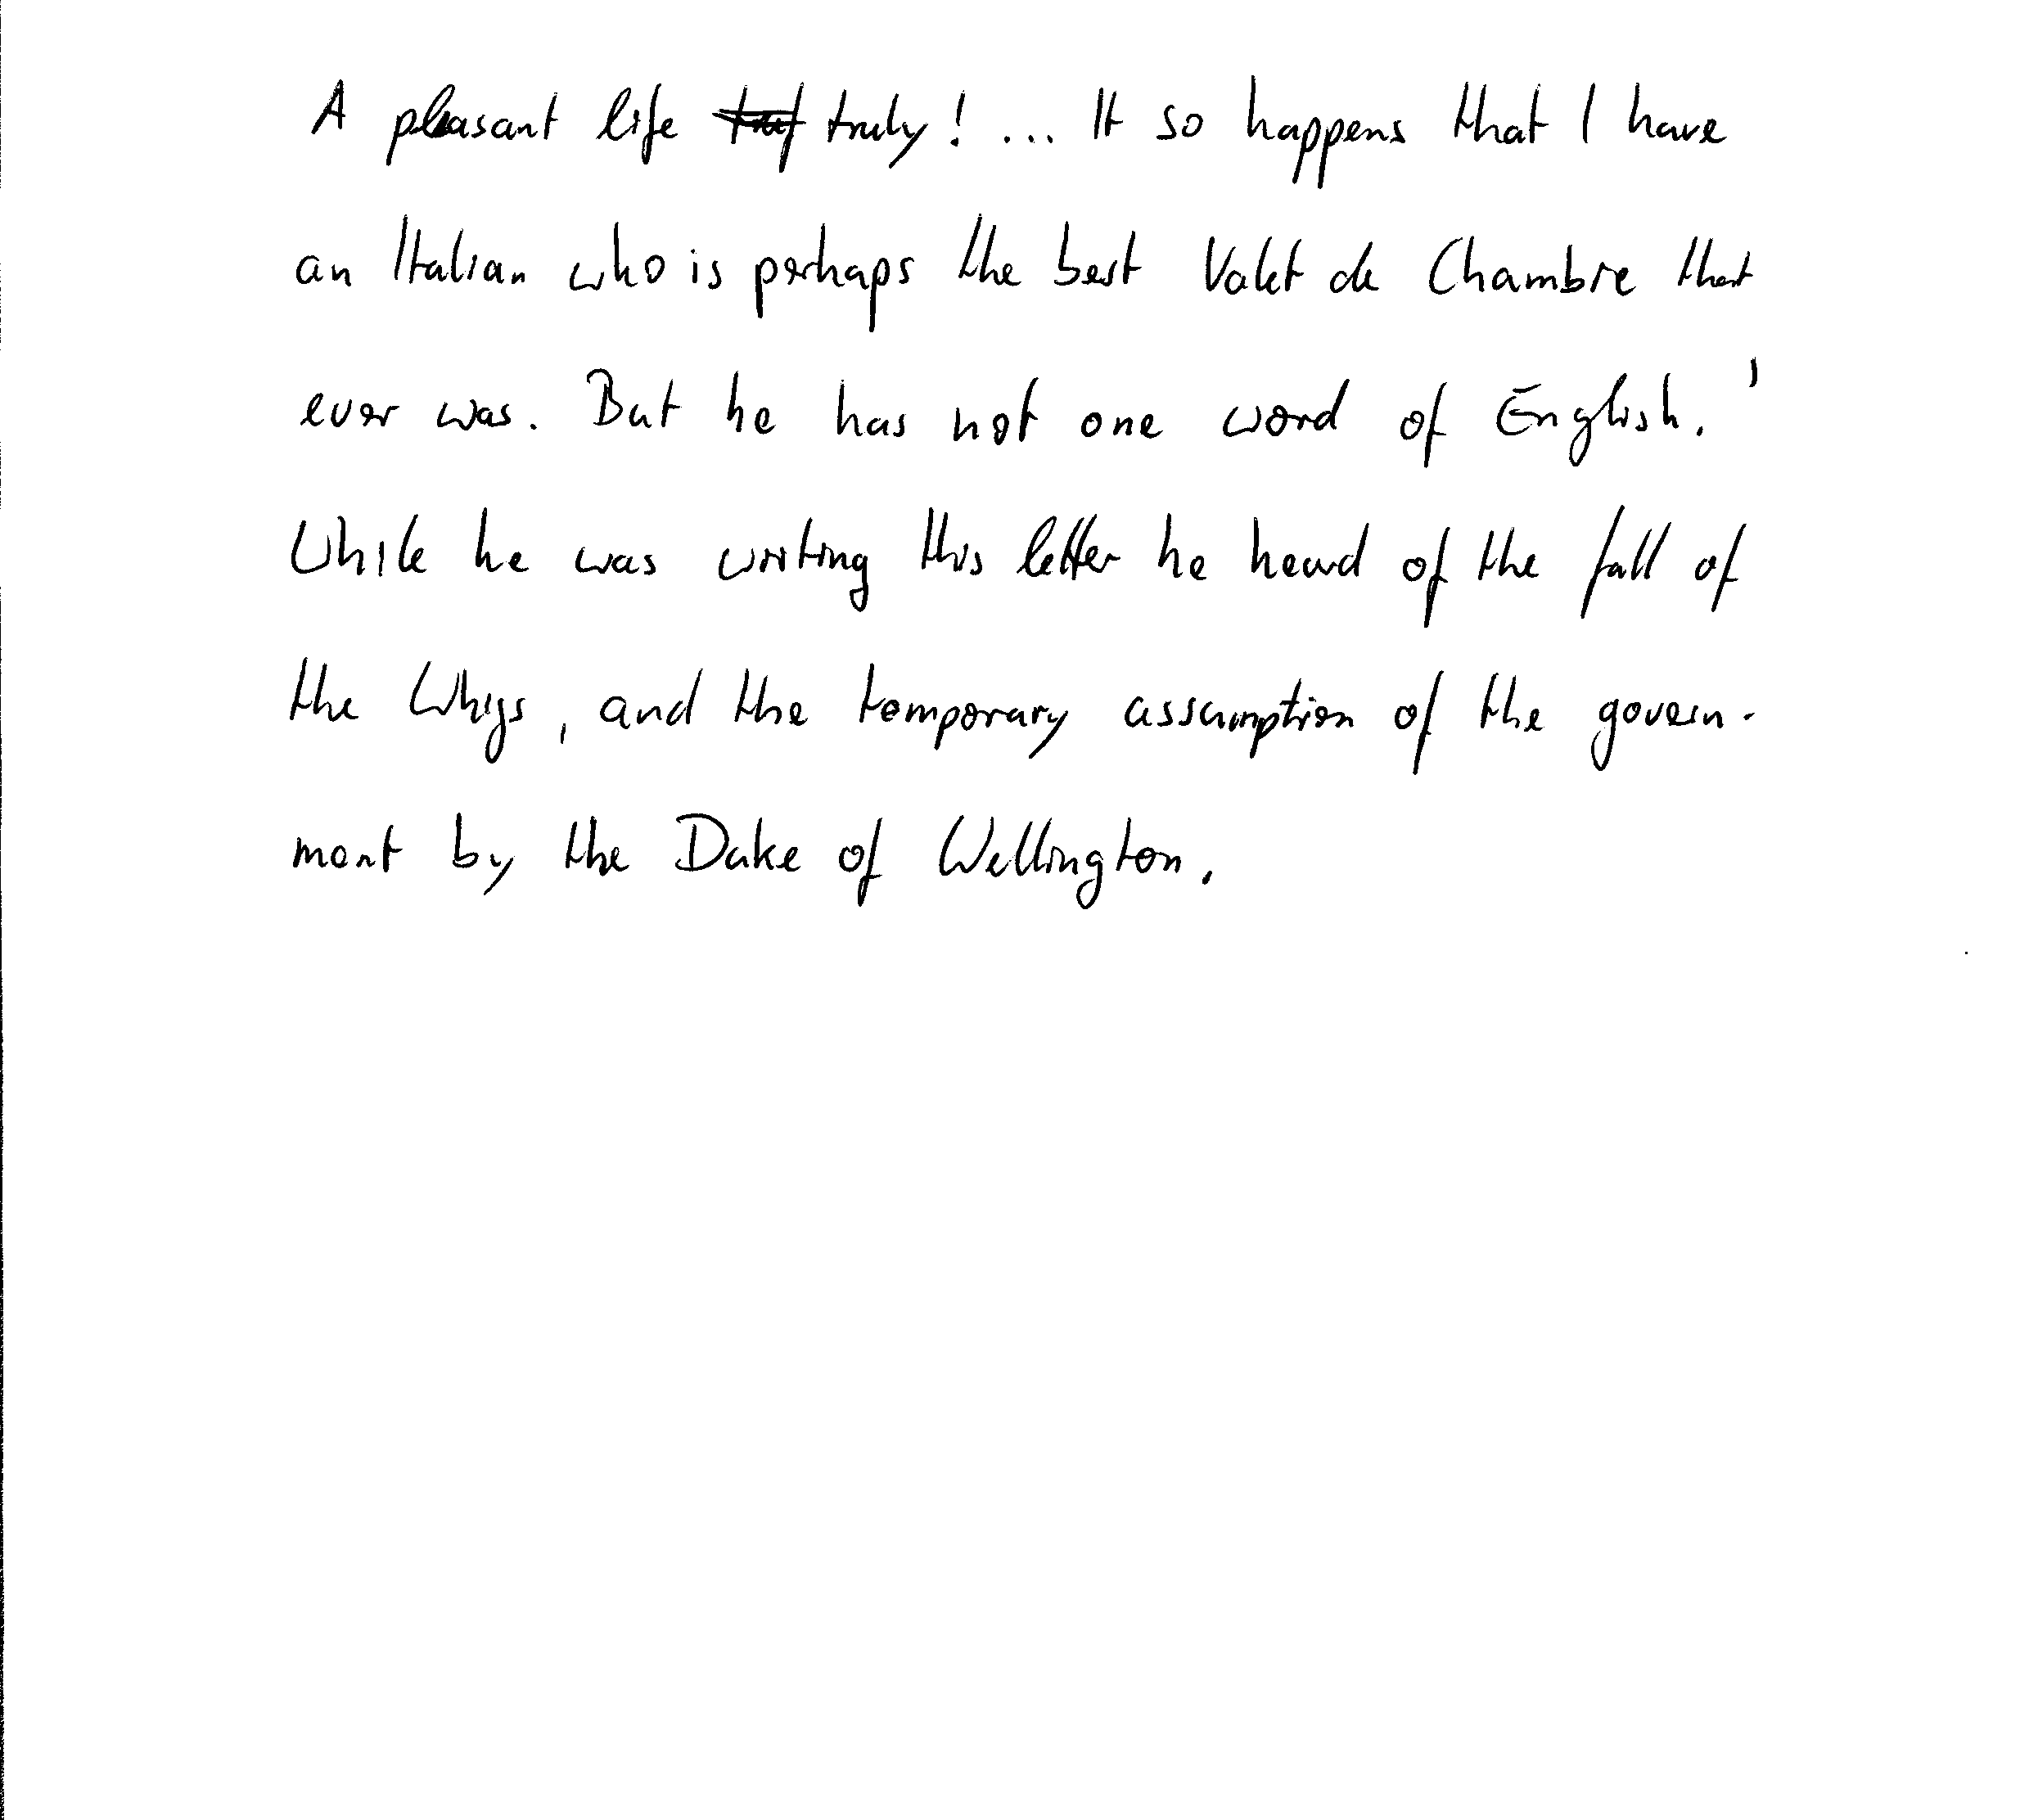 A pleasant life truly! ... It so happens that I have
an Italian who is perhaps the best Valet de Chambre that
ever was. But he has not one word of English.'
While he was writing this letter he heard of the fall of
the Whigs, and the temporary assumption of the govern-
ment by the Duke of Wellington.